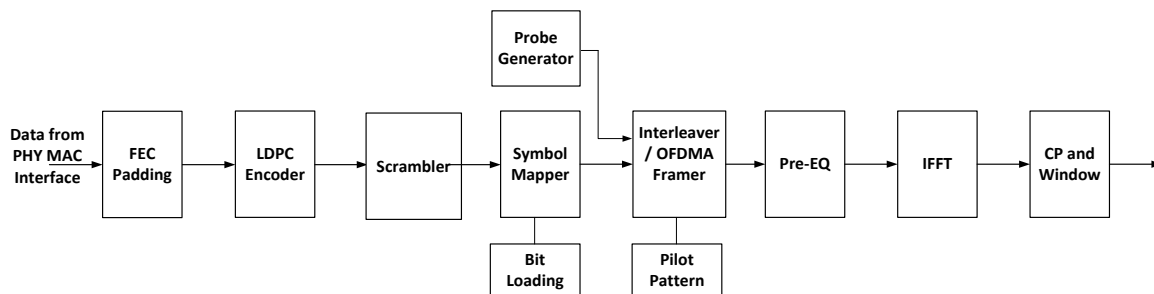 Probe
Generator
Data from
PHY MAC
Interface
FEC
Padding
LDPC
Encoder
Scrambler
Symbol
Mapper
Interleaver
/ OFDMA
Framer
Pre-EQ
IFFT
CP and
Window
Bit
Loading
Pilot
Pattern